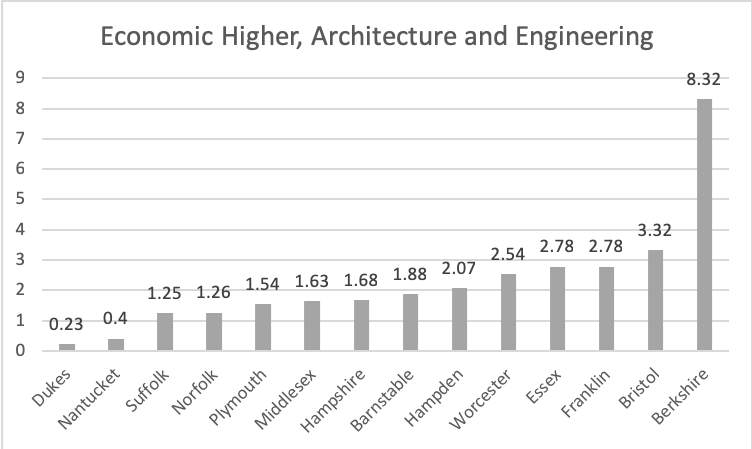 Economic Higher, Architecture and Engineering
9
8
7
6
5
4
3
2
1
0
0.23
0.4
1.25
1.26
1.54
1.63
1.68
1.88
2.07
2.54
2.78
2.78
3.32
8.32
Dukes
Nantucket
Suffolk
Norfolk
Plymouth
Middlesex
Hampshire
Barnstable
Hampden
Worcester
Essex
Franklin
Bristol
Berkshire